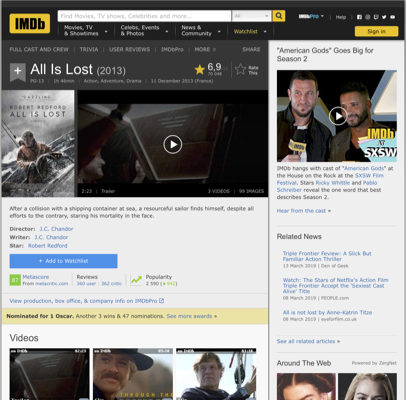 IMDb
Find Movies, TV shows, Celebrities and more...
All
Movies, TV & Showtimes
Celebs, Events & Photos
News & Community
Watchlist
IMDbPro
Help
Sign in
FULL CAST AND CREW | TRIVIA | USER REVIEWS | IMDbPro | MORE
SHARE
All Is Lost (2013)
PG-13 | 1h 46min | Action, Adventure, Drama | 11 December 2013 (France)
6,9
Rate This
ROBERT REDFORD
ALL IS LOST
2:23 | Trailer
3 VIDEOS | 99 IMAGES
After a collision with a shipping container at sea, a resourceful sailor finds himself, despite all
efforts to the contrary, staring his mortality in the face.
Director: J.C. Chandor
Writer: J.C. Chandor
Star: Robert Redford
+ Add to Watchlist
87
Metascore
From metacritic.com
Reviews
360 user | 362 critic
Popularity
2 590
View production, box office, & company info on IMDbPro
Nominated for 1 Oscar. Another 3 wins & 47 nominations. See more awards »
Videos
IMDb
"American Gods" Goes Big for
Season 2
IMDb
at
SXSW
IMDb hangs with cast of "American Gods" at
the House on the Rock at SXSW Film
Festival. Stars Ricky Whittle and Pablo
Schreiber reveal the one word that best
describes Season 2.
Hear from the cast »
Related News
Triple Frontier Review: A Slick But
Familiar Action Thriller
13 March 2019 | Den of Geek
Watch: The Stars of Netflix's Action Film
Triple Frontier Accept the 'Sexiest Cast
Alive' Title
08 March 2019 | PEOPLE.com
All is not lost by Anne-Katrin Titze
08 March 2019 | eyeforfilm.co.uk
See all related articles »
Around The Web
Powered by ZergNet